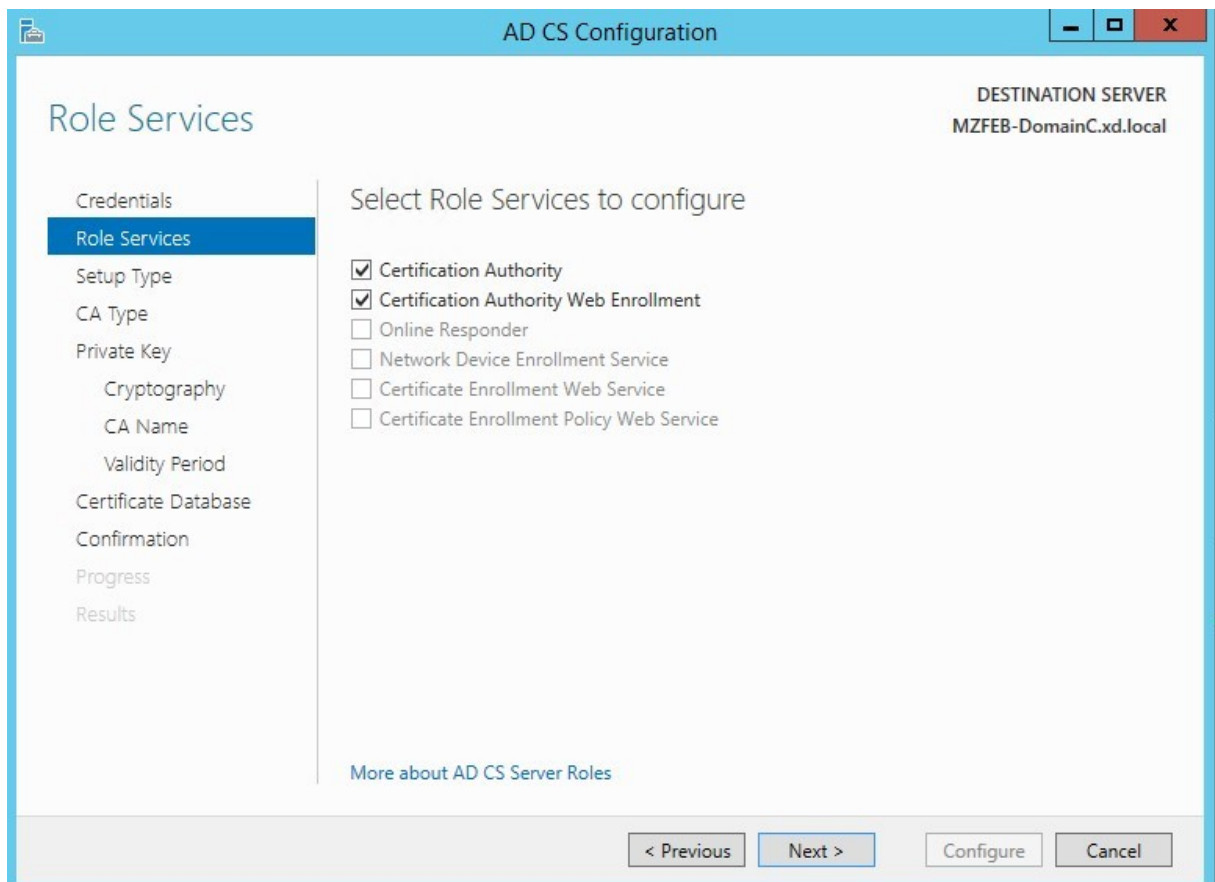 AD CS Configuration
DESTINATION SERVER
MZFEB-DomainC.xd.local
Role Services
Credentials
Role Services
Setup Type
CA Type
Private Key
Cryptography
CA Name
Validity Period
Certificate Database
Confirmation
Progress
Results
Select Role Services to configure
Certification Authority
Certification Authority Web Enrollment
Online Responder
Network Device Enrollment Service
Certificate Enrollment Web Service
Certificate Enrollment Policy Web Service
More about AD CS Server Roles
< Previous
Next >
Configure
Cancel